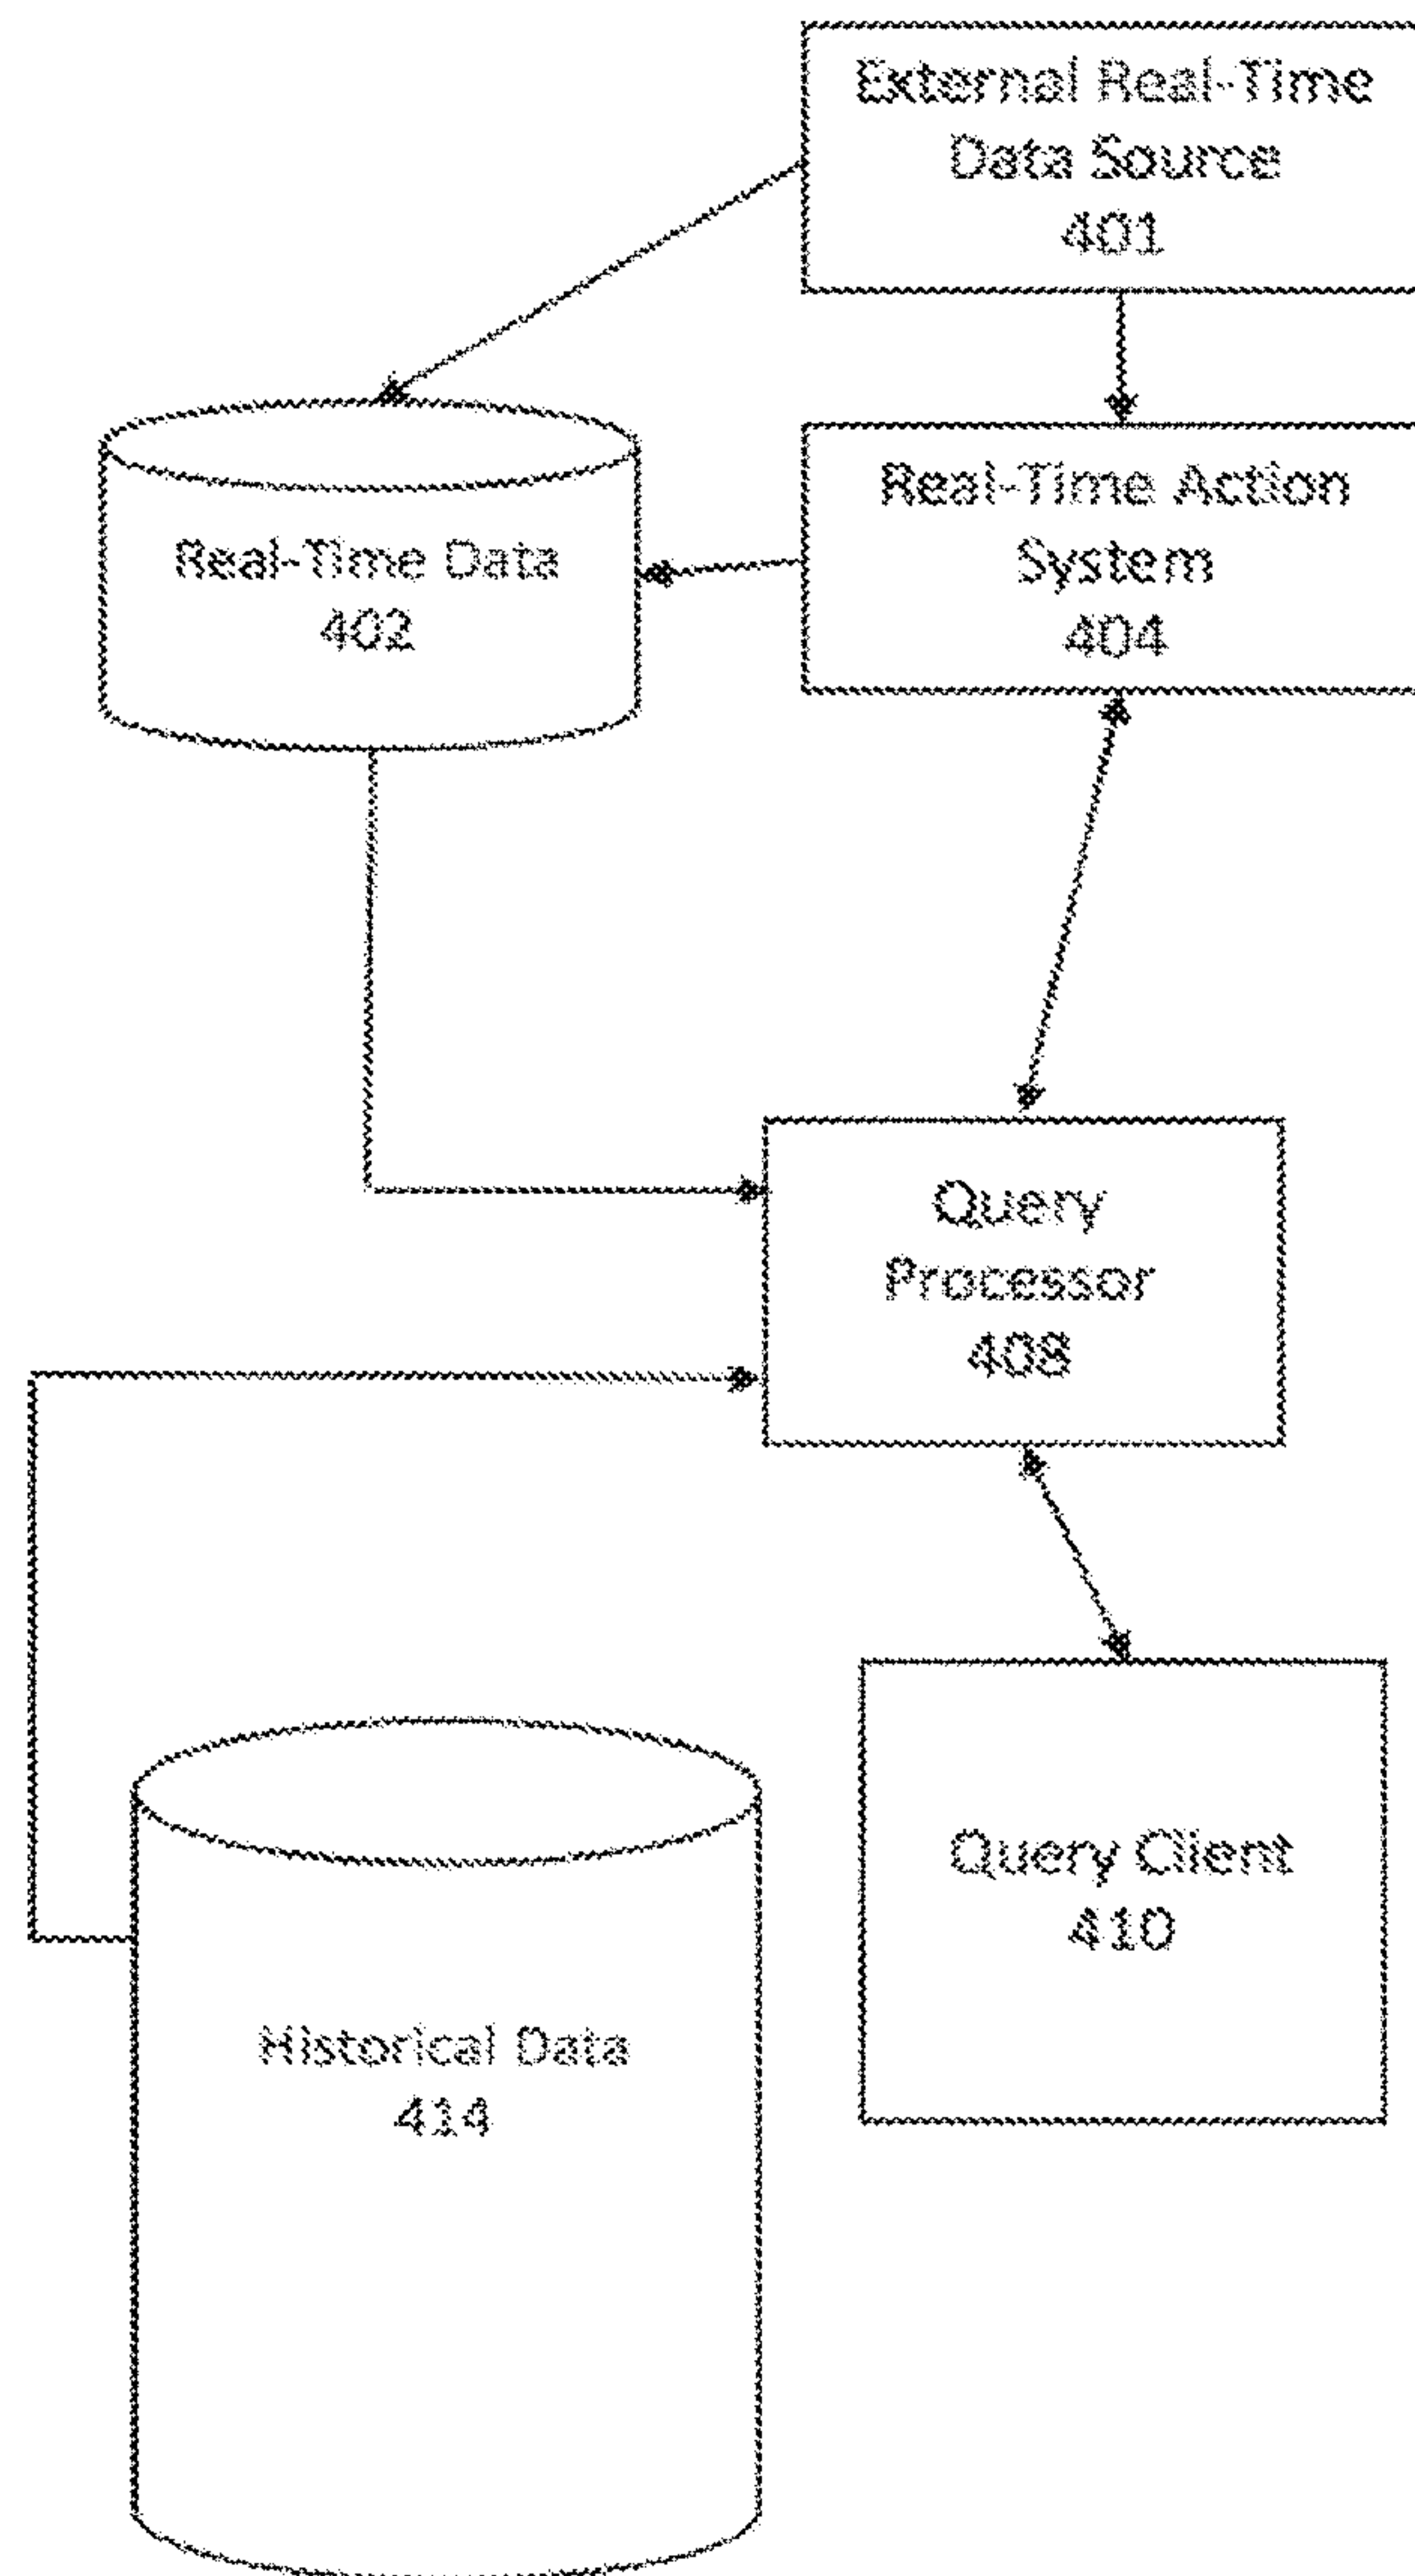 External Real-Time
Data Source
401
Real-Time Data
402
Real-Time Action
System
404
Query
Processor
408
Query Client
410
Historical Data
414